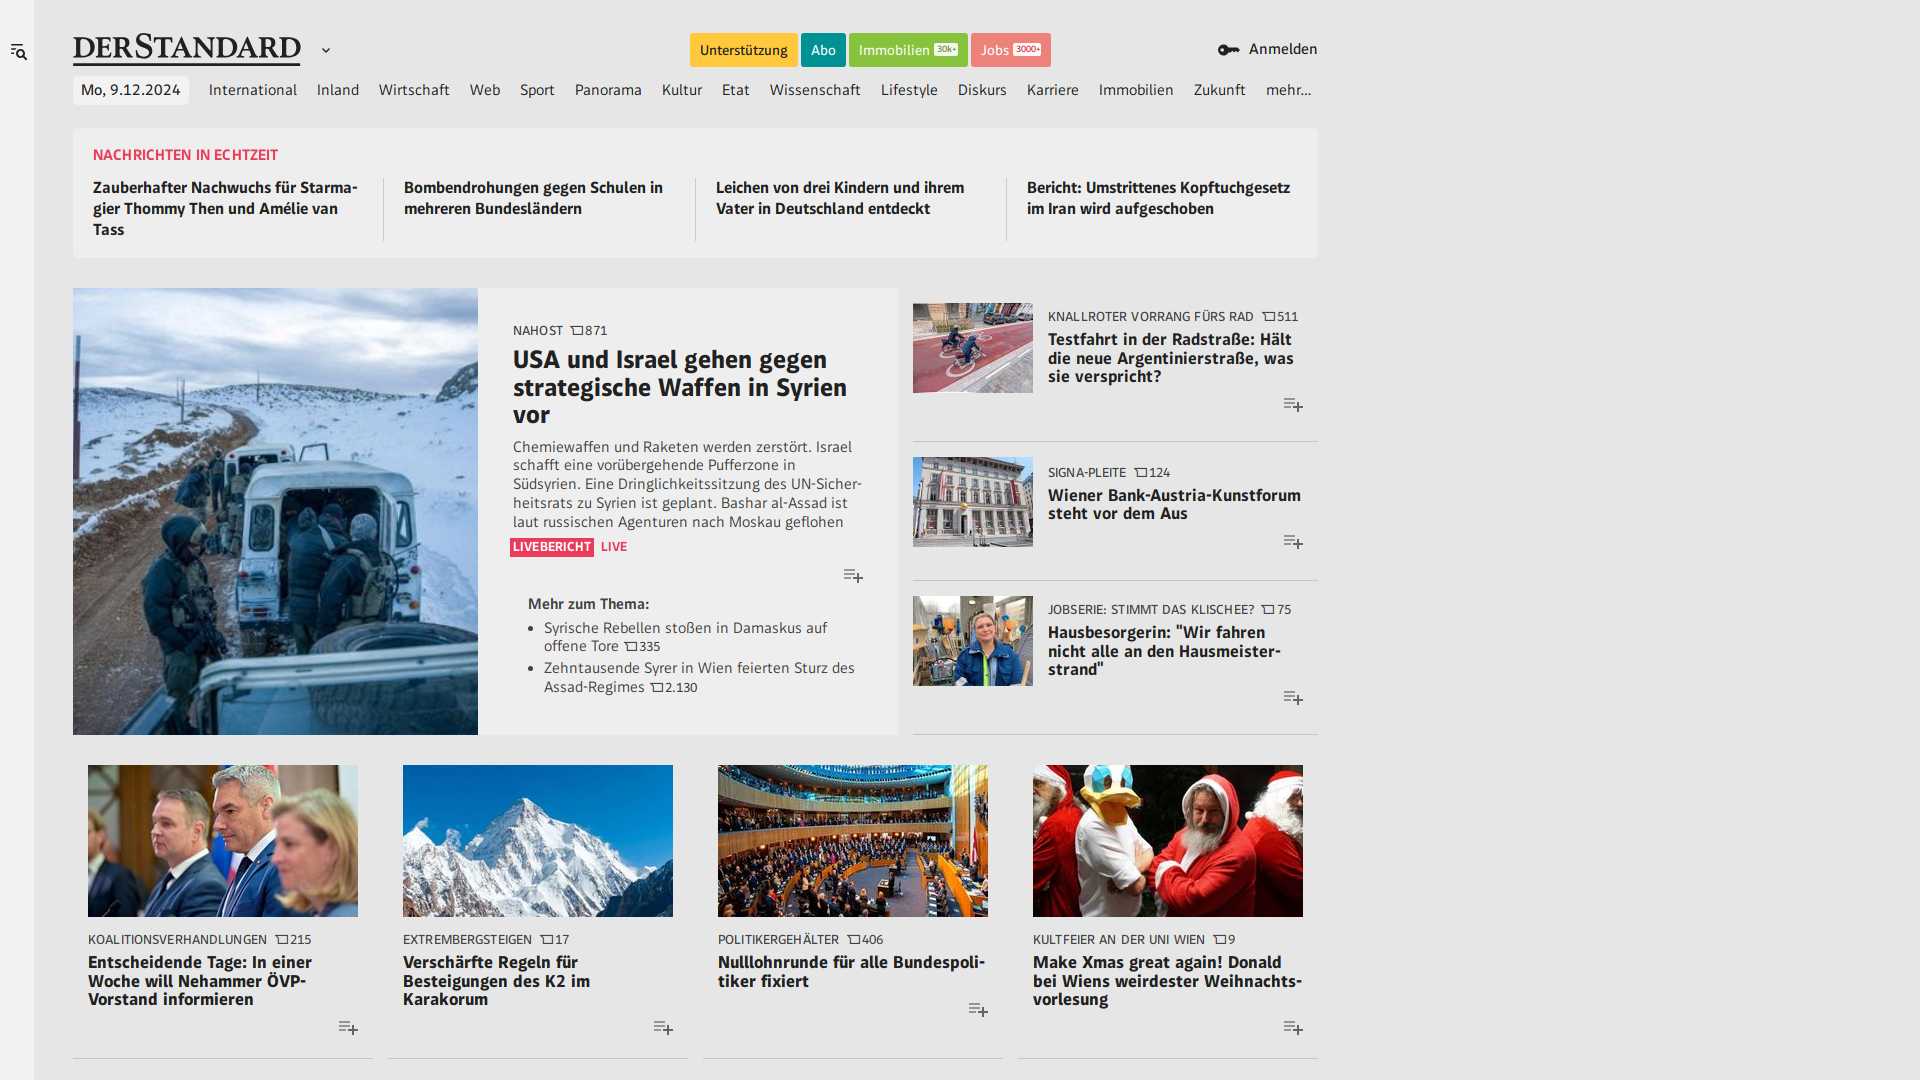 DERSTANDARD
Unterstützung
Abo
Immobilien 30k+
Jobs 3000+
Anmelden
Mo, 9.12.2024
International
Inland
Wirtschaft
Web
Sport
Panorama
Kultur
Etat
Wissenschaft
Lifestyle
Diskurs
Karriere
Immobilien
Zukunft
mehr...
NACHRICHTEN IN ECHTZEIT
Zauberhafter Nachwuchs für Starma-
gier Thommy Then und Amélie van
Tass
Bombendrohungen gegen Schulen in
mehreren Bundesländern
Leichen von drei Kindern und ihrem
Vater in Deutschland entdeckt
Bericht: Umstrittenes Kopftuchgesetz
im Iran wird aufgeschoben
NAHOST 871
USA und Israel gehen gegen
strategische Waffen in Syrien
vor
Chemiewaffen und Raketen werden zerstört. Israel
schafft eine vorübergehende Pufferzone in
Südsyrien. Eine Dringlichkeitssitzung des UN-Sicher-
heitsrats zu Syrien ist geplant. Bashar al-Assad ist
laut russischen Agenturen nach Moskau geflohen
LIVEBERICHT LIVE
Mehr zum Thema:
• Syrische Rebellen stoßen in Damaskus auf
offene Tore 335
• Zehntausende Syrer in Wien feierten Sturz des
Assad-Regimes 2.130
KNALLROTER VORRANG FÜRS RAD 511
Testfahrt in der Radstraße: Hält
die neue Argentinierstraße, was
sie verspricht?
SIGNA-PLEITE 124
Wiener Bank-Austria-Kunstforum
steht vor dem Aus
JOBSERIE: STIMMT DAS KLISCHEE? 75
Hausbesorgerin: "Wir fahren
nicht alle an den Hausmeister-
strand"
KOALITIONSVERHANDLUNGEN 215
Entscheidende Tage: In einer
Woche will Nehammer ÖVP-
Vorstand informieren
EXTREMBERGSTEIGEN 17
Verschärfte Regeln für
Besteigungen des K2 im
Karakorum
POLITIKERGEHÄLTER 406
Nulllohnrunde für alle Bundespoli-
tiker fixiert
KULTFEIER AN DER UNI WIEN 9
Make Xmas great again! Donald
bei Wiens weirdester Weihnachts-
vorlesung